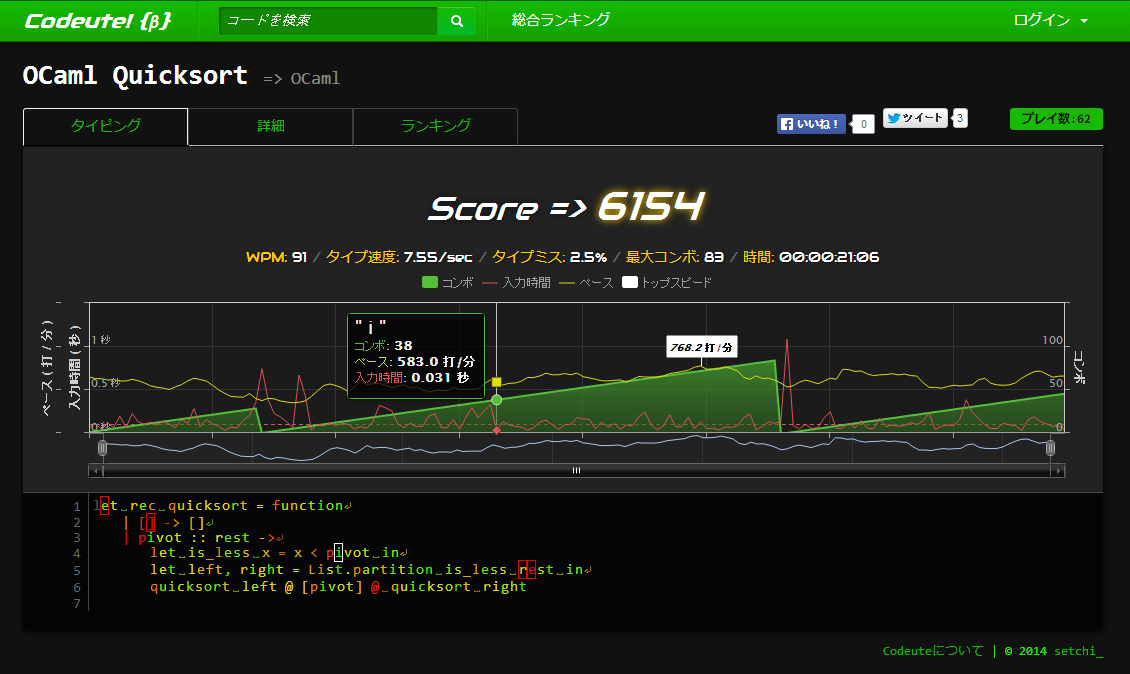 Codeute! {β} コードを検索 総合ランキング ログイン
OCaml Quicksort => OCaml
タイピング 詳細 ランキング いいね！ 0 ツイート 3 プレイ数:62
Score => 6154
WPM: 91 / タイプ速度: 7.55/sec / タイプミス: 2.5% / 最大コンボ: 83 / 時間: 00:00:21:06
コンボ 入力時間 ペース トップスピード
ペース ( 打 / 分 )
入力時間 ( 秒 )
1 秒
0.5 秒
0 秒
"i"
コンボ: 38
ペース: 583.0 打/分
入力時間: 0.031 秒
768.2 打/分
100
50
0
コンボ
1 let␣rec␣quicksort = function↵
2 | [] -> []↵
3 | pivot :: rest ->↵
4 let␣is_less␣x = x < pivot␣in↵
5 let␣left, right = List.partition␣is_less␣rest␣in↵
6 quicksort␣left @ [pivot] @␣quicksort␣right
7
Codeuteについて | © 2014 setchi_